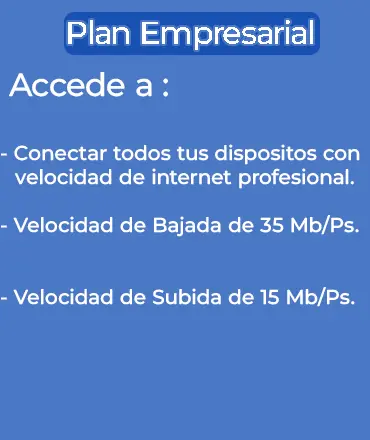 Plan Empresarial
Accede a :
- Conectar todos tus dispositos con
velocidad de internet profesional.
- Velocidad de Bajada de 35 Mb/Ps.
- Velocidad de Subida de 15 Mb/Ps.